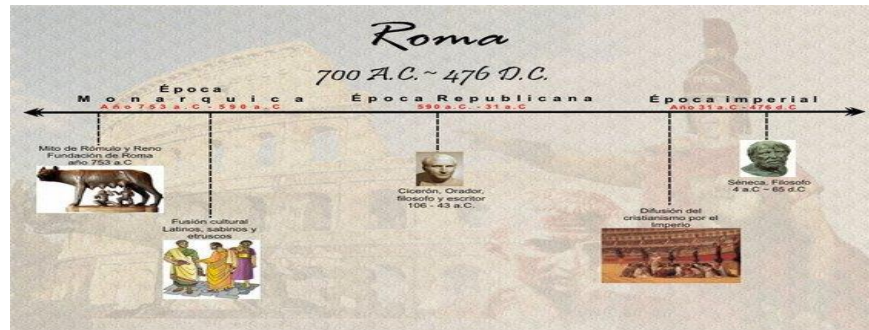 Roma
700 A.C. ~ 476 D.C.
Época
Monarquica
Año 753 a.C - 590 a.C
Época Republicana
590 a.C. - 31 a.C
Época imperial
Año 31 a.C - 476 d.C
Mito de Rómulo y Reno
Fundación de Roma
año 753 a.C
Fusión cultural
Latinos, sabinos y
etruscos
Cicerón, Orador,
filosofo y escritor
106 - 43 a.C.
Difusión del
cristianismo por el
Imperio
Séneca, Filosofo
4 a.C ~ 65 d.C